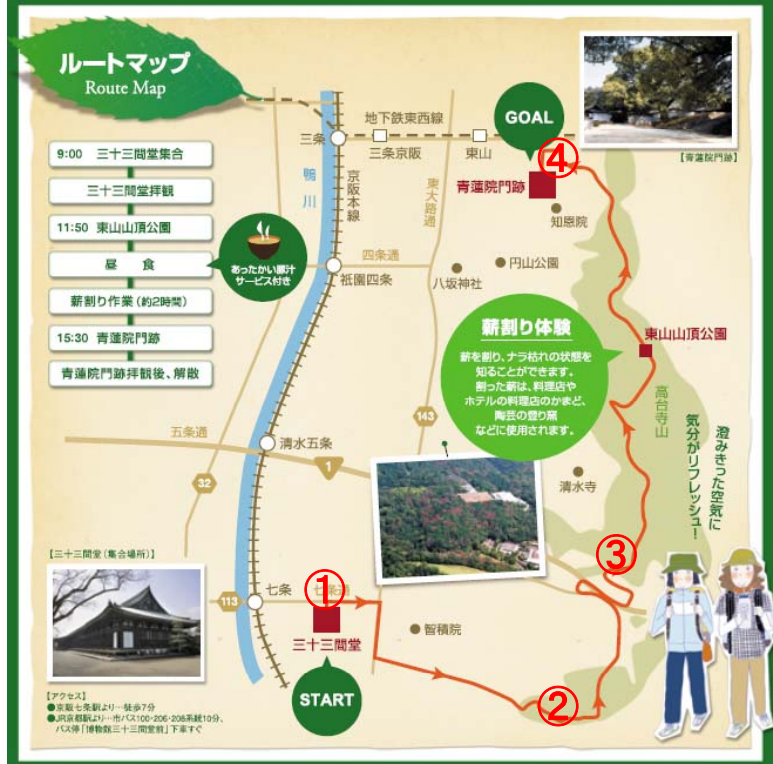 ルートマップ
Route Map
9:00 三十三間堂集合
三十三間堂拝観
11:50 東山山頂公園
昼 食
薪割り作業(約2時間)
15:30 青蓮院門跡
青蓮院門跡拝観後、解散
あったかい豚汁
サービス付き
地下鉄東西線
三条
三条京阪
東山
GOAL
④
青蓮院門跡
【青蓮院門跡】
鴨川
京阪本線
東大路通
知恩院
四条通
祇園四条
八坂神社
円山公園
薪割り体験
薪を割り、ナラ枯れの状態を
知ることができます。
割った薪は、料理店や
ホテルの料理店のかまど、
陶芸の登り窯
などに使用されます。
東山山頂公園
高台寺山
澄みきった空気に
気分がリフレッシュ!
143
五条通
清水五条
1
32
清水寺
③
【三十三間堂(集合場所)】
113
七条
七条通
①
三十三間堂
START
智積院
②
【アクセス】
●京阪七条駅より…徒歩7分
●JR京都駅より…市バス100・206・208系統10分、
バス停「博物館三十三間堂前」下車すぐ